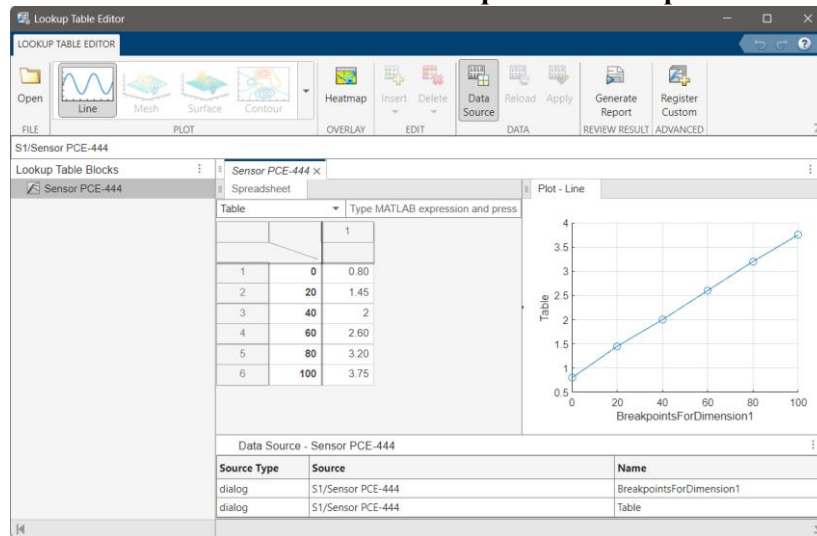 Lookup Table Editor
LOOKUP TABLE EDITOR
Open Line Mesh Surface Contour Heatmap Insert Delete Data Source Reload Apply Generate Report Register Custom
FILE PLOT OVERLAY EDIT DATA REVIEW RESULT ADVANCED
S1/Sensor PCE-444
Lookup Table Blocks
Sensor PCE-444
Sensor PCE-444 ×
Spreadsheet
Table Type MATLAB expression and press
1
1 0 0.80
2 20 1.45
3 40 2
4 60 2.60
5 80 3.20
6 100 3.75
Plot - Line
4
3.5
3
2.5
2
1.5
1
0.5
Table
0 20 40 60 80 100
BreakpointsForDimension1
Data Source - Sensor PCE-444
Source Type Source Name
dialog S1/Sensor PCE-444 BreakpointsForDimension1
dialog S1/Sensor PCE-444 Table